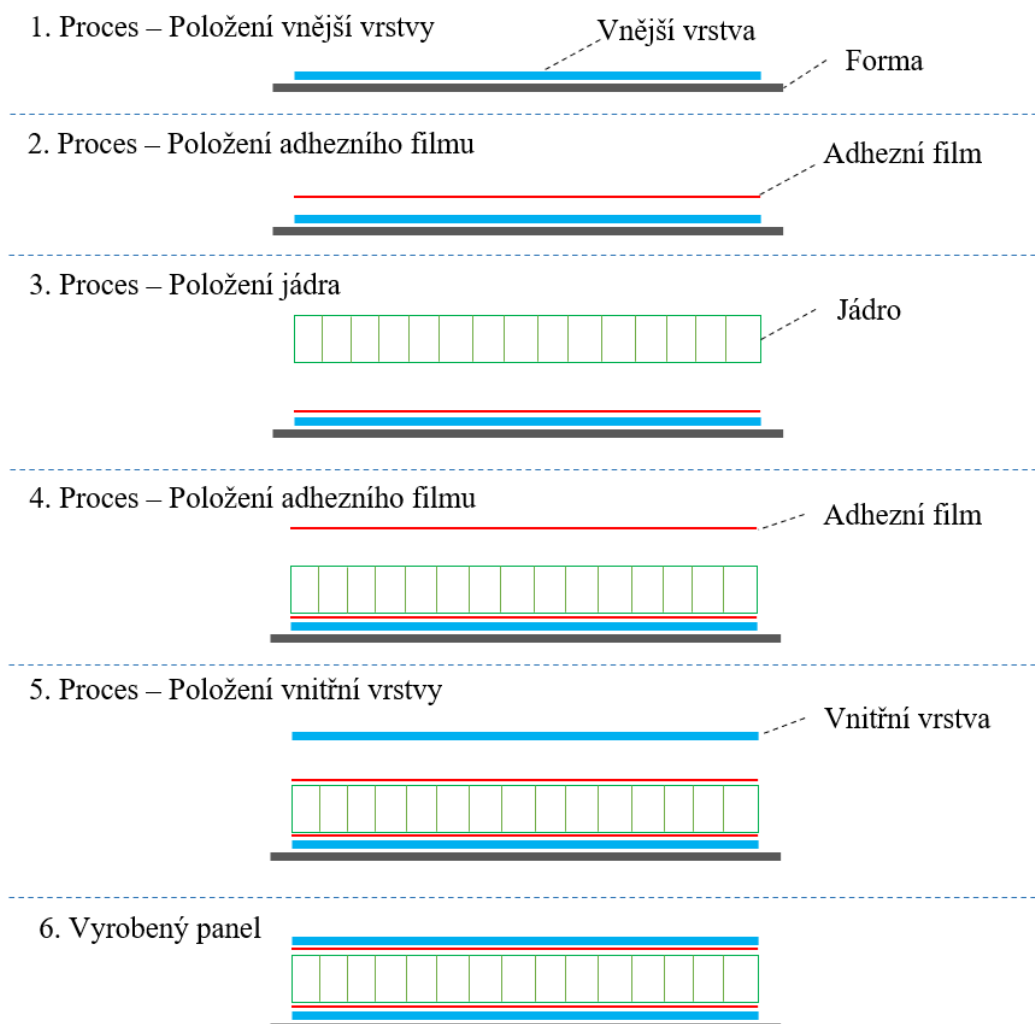 1. Proces – Položení vnější vrstvy
Vnější vrstva
Forma
2. Proces – Položení adhezního filmu
Adhezní film
3. Proces – Položení jádra
Jádro
4. Proces – Položení adhezního filmu
Adhezní film
5. Proces – Položení vnitřní vrstvy
Vnitřní vrstva
6. Vyrobený panel